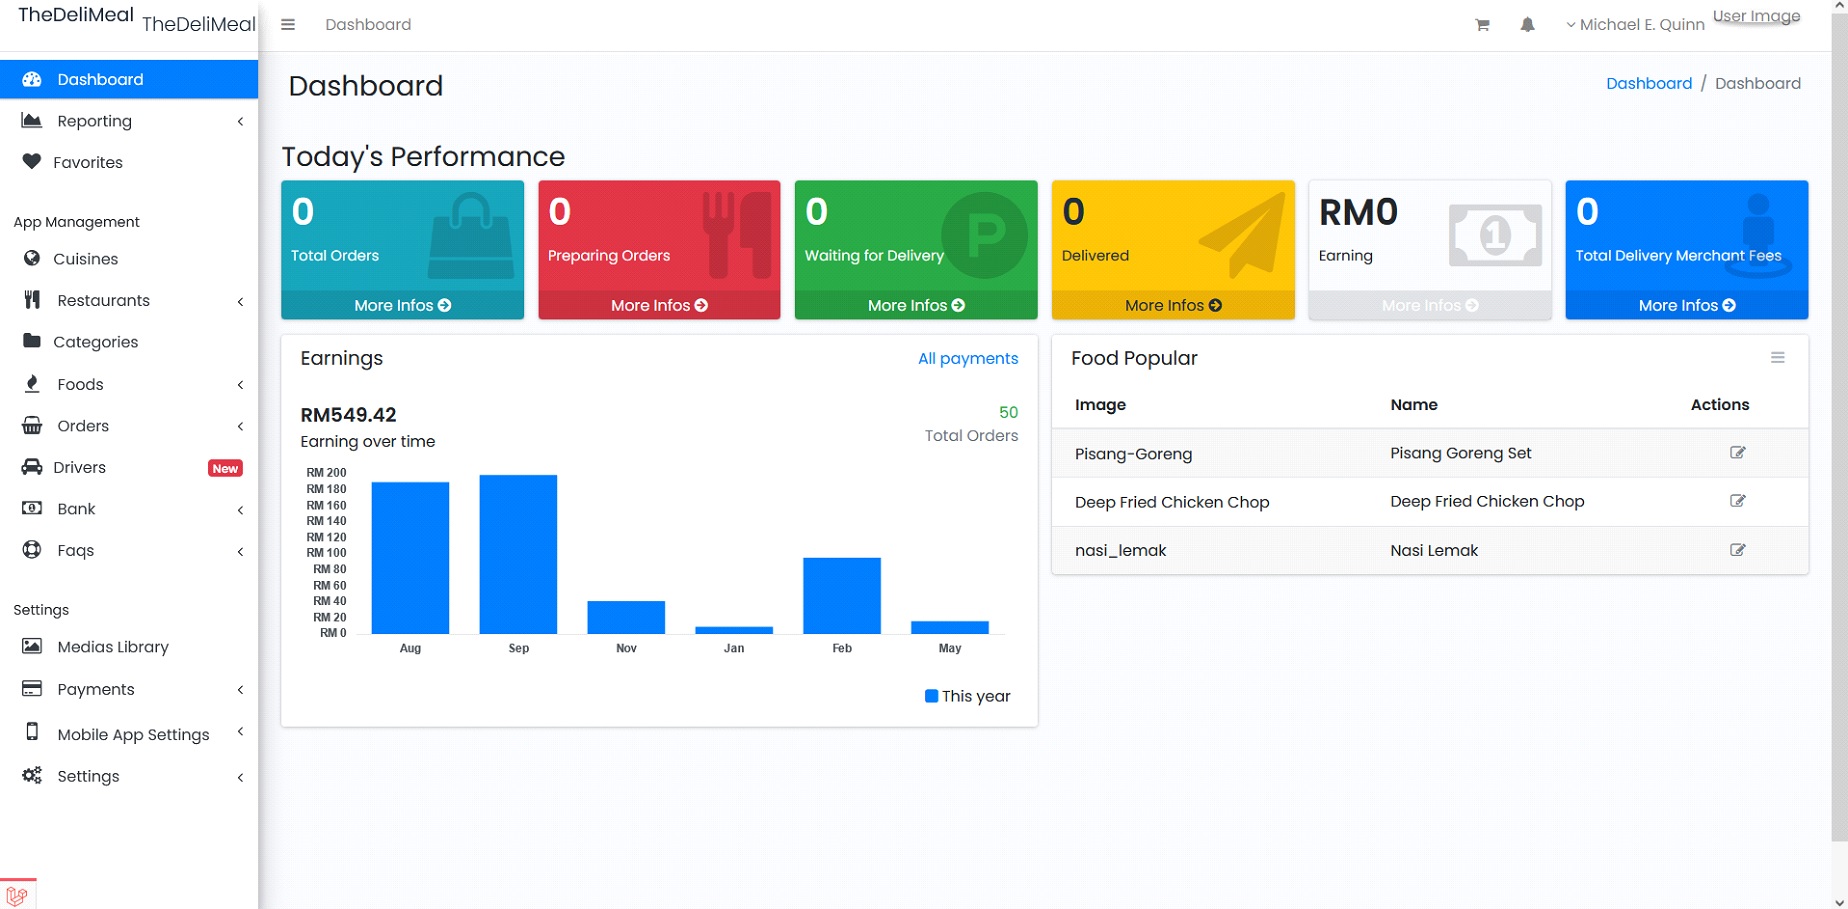 TheDeliMeal
TheDeliMeal
Dashboard
Michael E. Quinn
User Image
Dashboard
Reporting
Favorites
App Management
Cuisines
Restaurants
Categories
Foods
Orders
Drivers New
Bank
Faqs
Settings
Medias Library
Payments
Mobile App Settings
Settings
Dashboard
Dashboard / Dashboard
Today's Performance
0
Total Orders
More Infos
0
Preparing Orders
More Infos
0
P
Waiting for Delivery
More Infos
0
Delivered
More Infos
RM0
1
Earning
More Infos
0
Total Delivery Merchant Fees
More Infos
Earnings
All payments
RM549.42
Earning over time
50
Total Orders
RM 200
RM 180
RM 160
RM 140
RM 120
RM 100
RM 80
RM 60
RM 40
RM 20
RM 0
Aug Sep Nov Jan Feb May
This year
Food Popular
Image Name Actions
Pisang-Goreng Pisang Goreng Set
Deep Fried Chicken Chop Deep Fried Chicken Chop
nasi_lemak Nasi Lemak